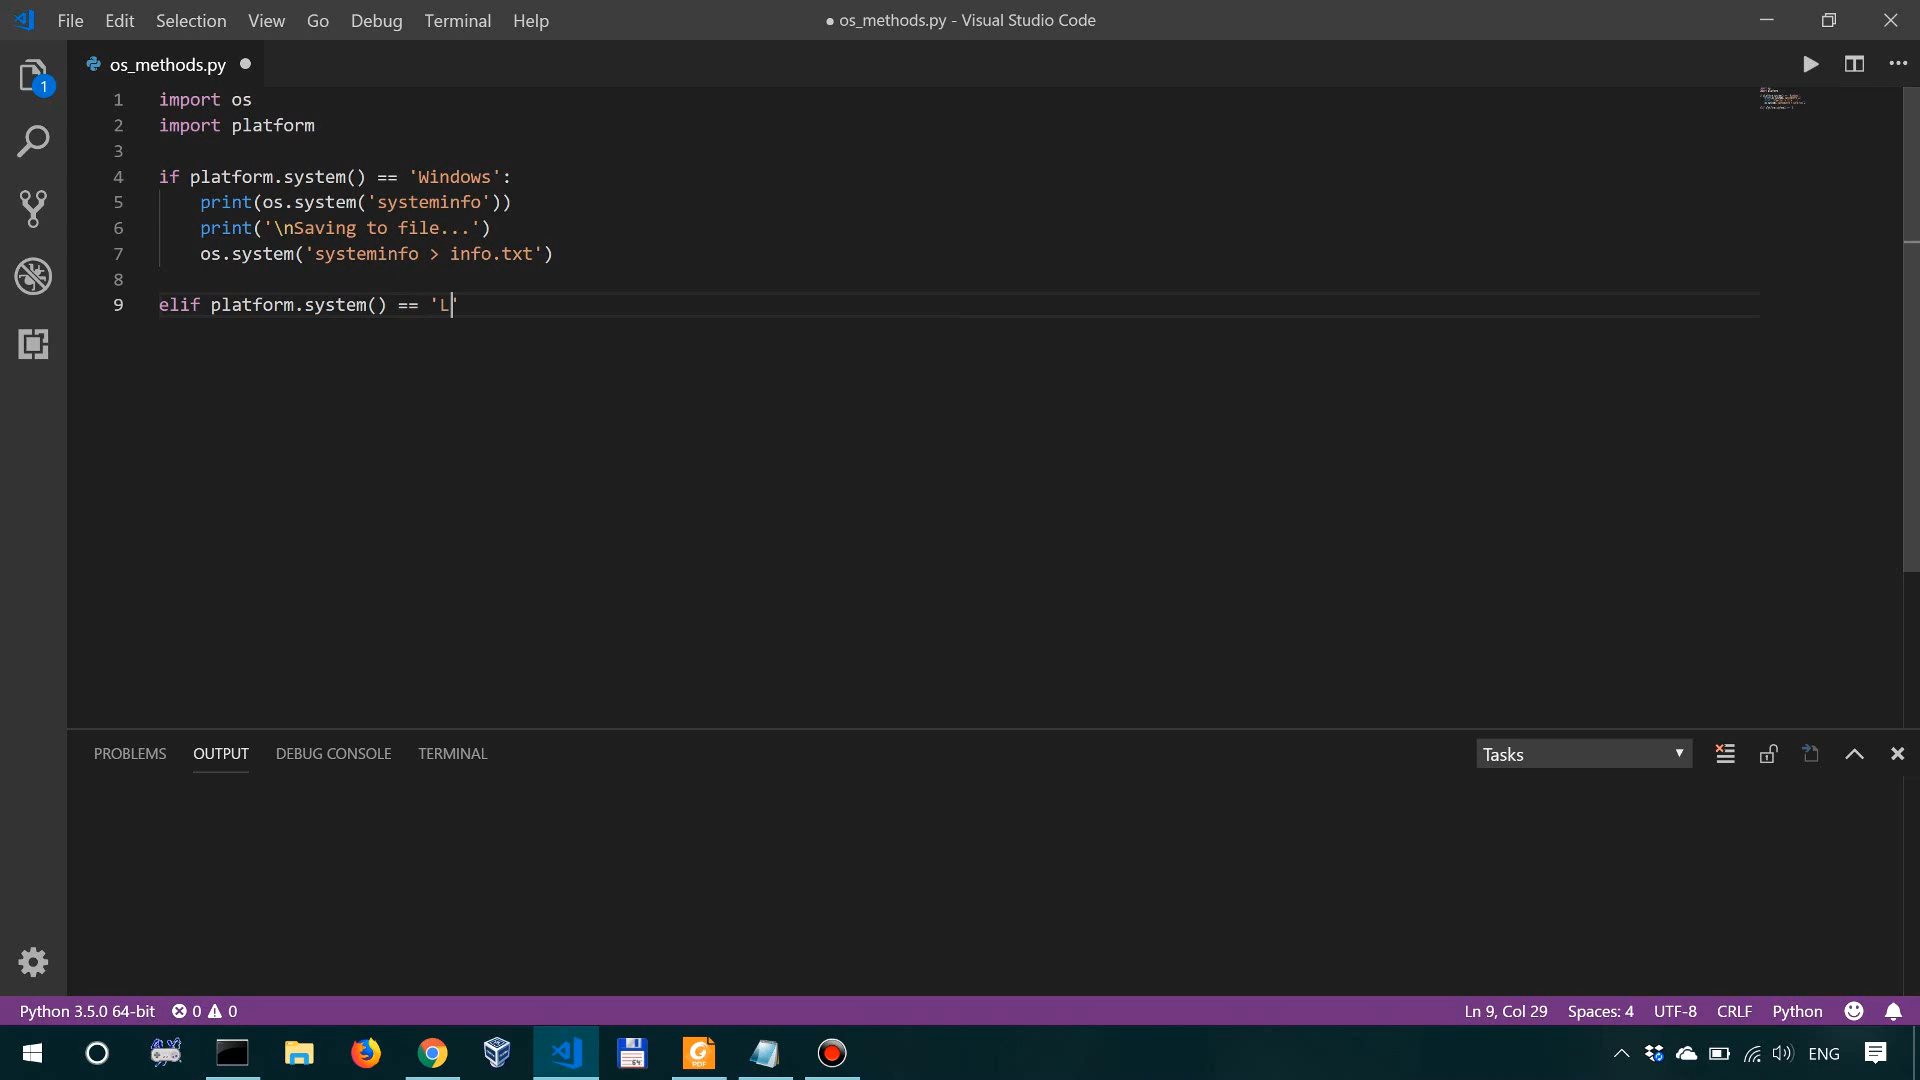 File Edit Selection View Go Debug Terminal Help
● os_methods.py - Visual Studio Code
1
os_methods.py
1 import os
2 import platform
3
4 if platform.system() == 'Windows':
5 print(os.system('systeminfo'))
6 print('\nSaving to file...')
7 os.system('systeminfo > info.txt')
8
9 elif platform.system() == 'L'
PROBLEMS OUTPUT DEBUG CONSOLE TERMINAL
Tasks
Python 3.5.0 64-bit 0 0
Ln 9, Col 29 Spaces: 4 UTF-8 CRLF Python
64
PDF
ENG